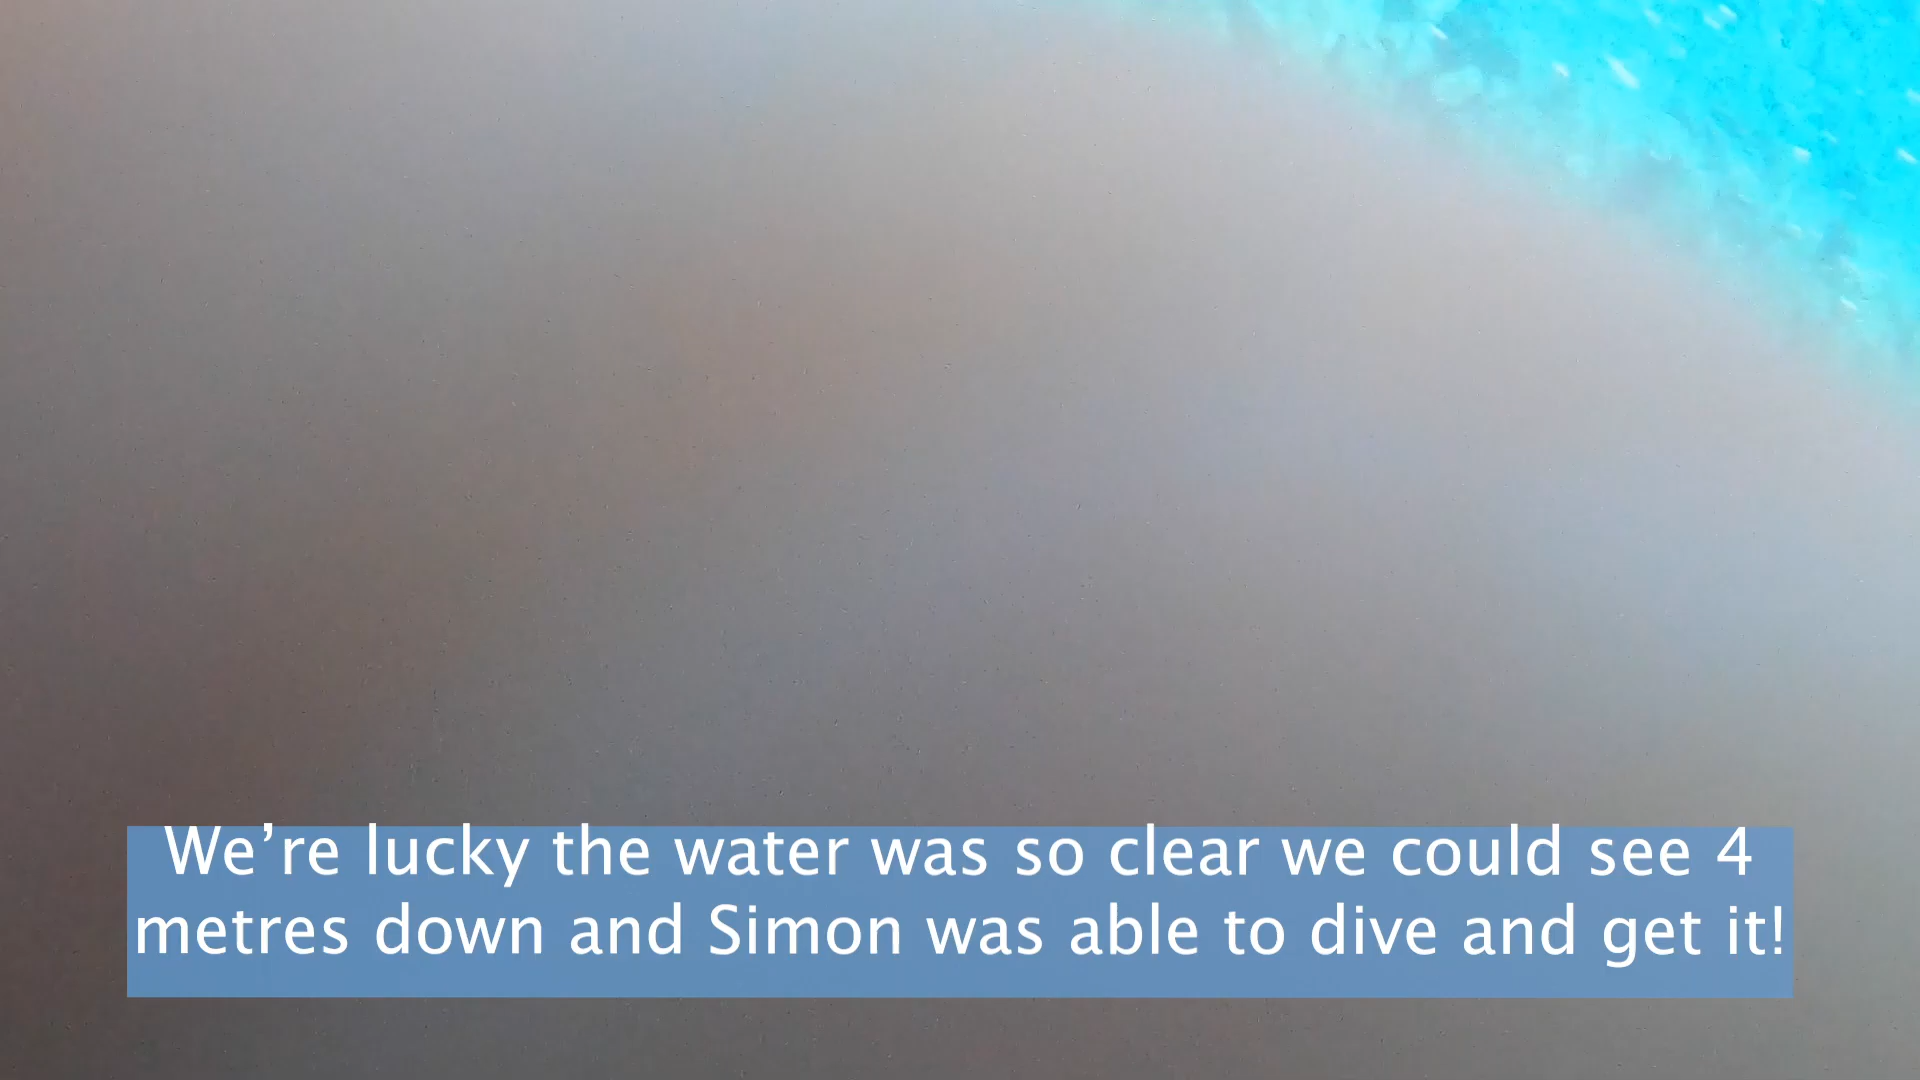 We’re lucky the water was so clear we could see 4
metres down and Simon was able to dive and get it!